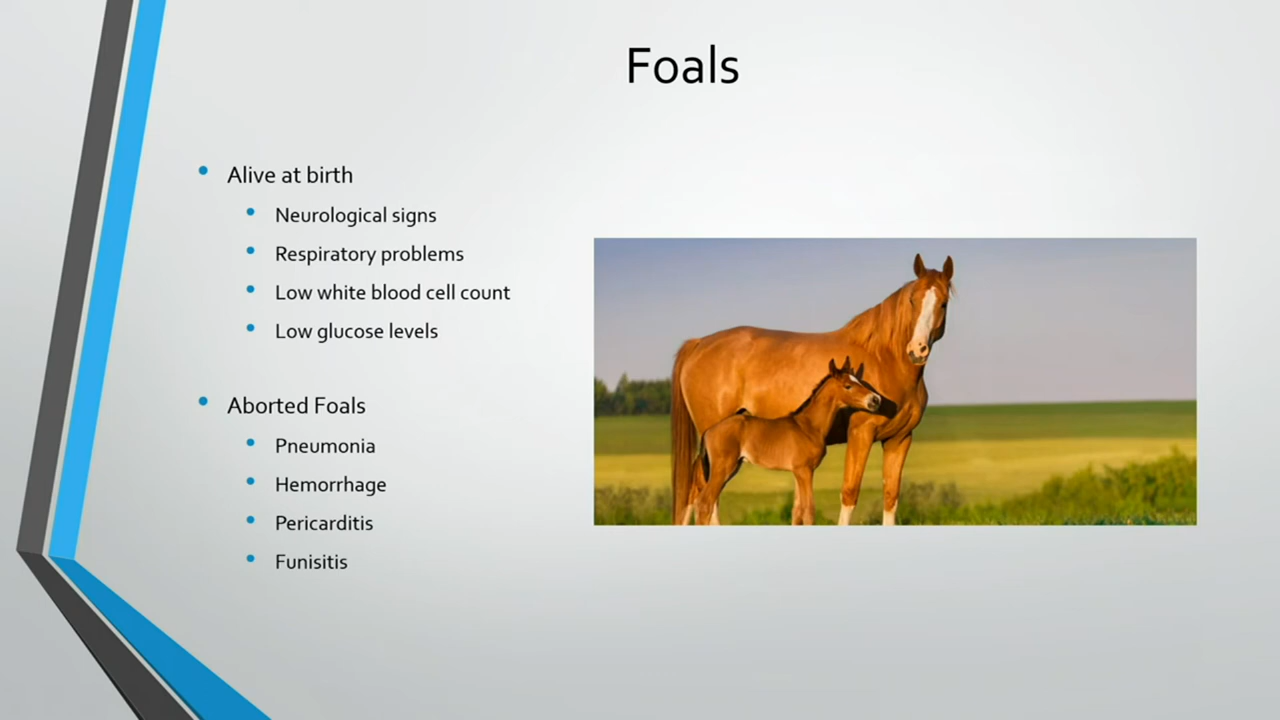 Foals
Alive at birth
Neurological signs
Respiratory problems
Low white blood cell count
Low glucose levels
Aborted Foals
Pneumonia
Hemorrhage
Pericarditis
Funisitis